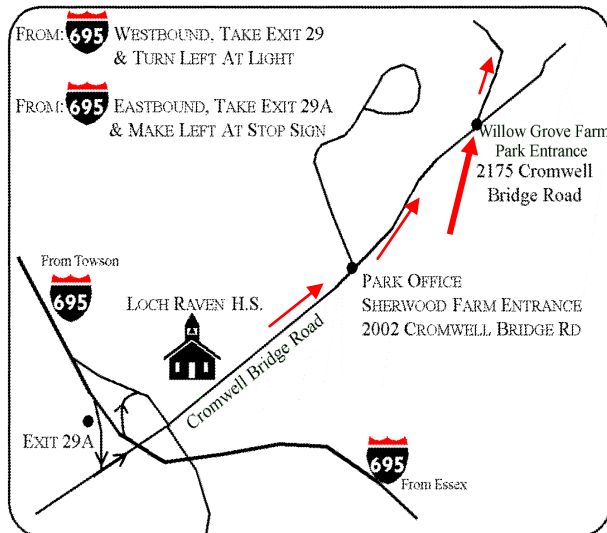 FROM: 695 WESTBOUND, TAKE EXIT 29
& TURN LEFT AT LIGHT
FROM: 695 EASTBOUND, TAKE EXIT 29A
& MAKE LEFT AT STOP SIGN
Willow Grove Farm
Park Entrance
2175 Cromwell
Bridge Road
From Towson
695
LOCH RAVEN H.S.
PARK OFFICE
SHERWOOD FARM ENTRANCE
2002 CROMWELL BRIDGE RD
Cromwell Bridge Road
EXIT 29A
695
From Essex